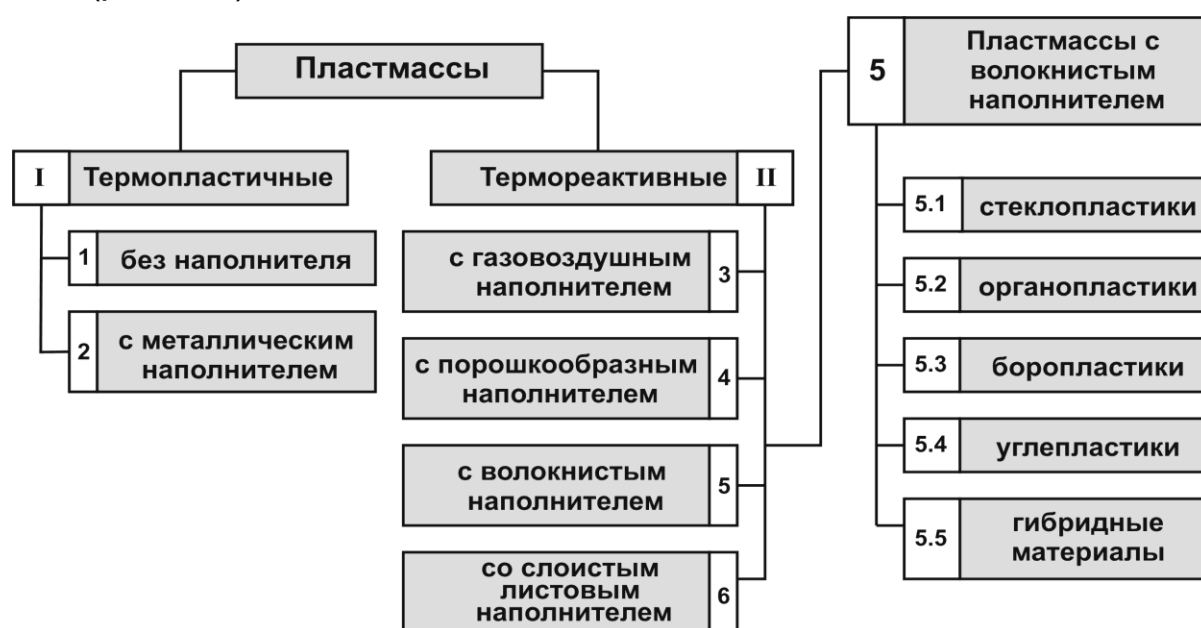 Пластмассы
I Термопластичные
1 без наполнителя
2 с металлическим
наполнителем
Термореактивные II
с газовоздушным
наполнителем 3
с порошкообразным
наполнителем 4
с волокнистым
наполнителем 5
со слоистым
листовым
наполнителем 6
5 Пластмассы с
волокнистым
наполнителем
5.1 стеклопластики
5.2 органопластики
5.3 боропластики
5.4 углепластики
5.5 гибридные
материалы